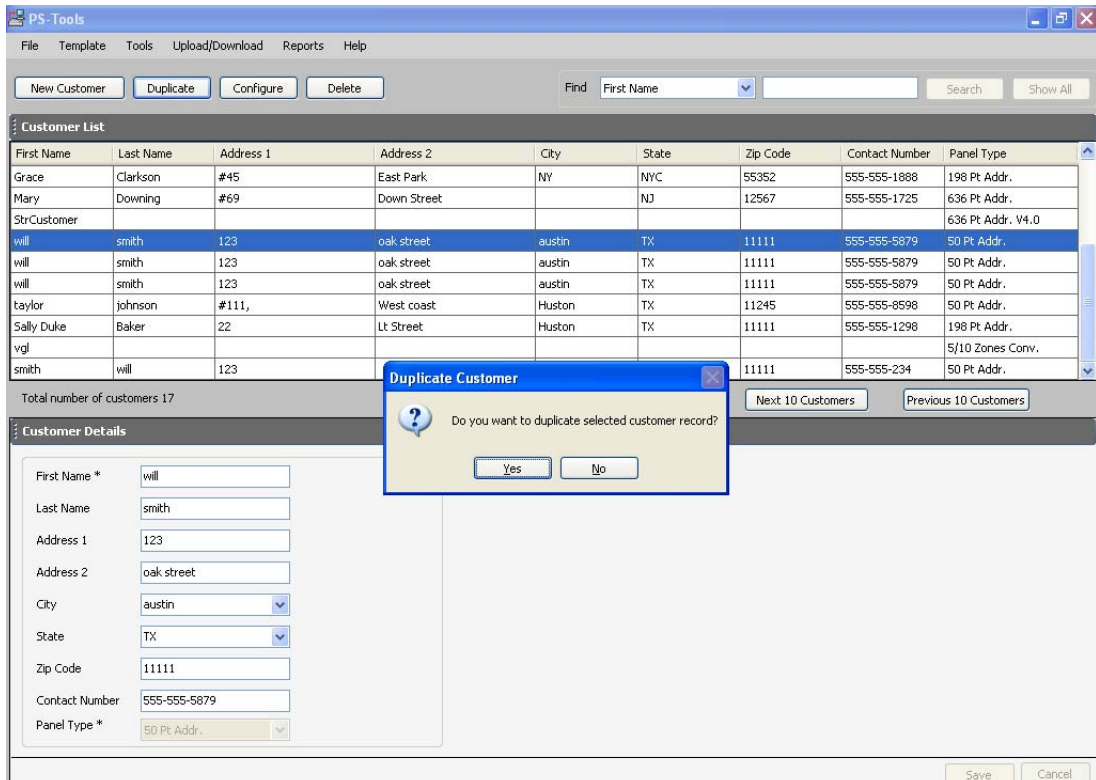 PS-Tools
File Template Tools Upload/Download Reports Help
New Customer Duplicate Configure Delete Find First Name Search Show All
Customer List
First Name Last Name Address 1 Address 2 City State Zip Code Contact Number Panel Type
Grace Clarkson #45 East Park NY NYC 55352 555-555-1888 198 Pt Addr.
Mary Downing #69 Down Street NJ 12567 555-555-1725 636 Pt Addr.
StrCustomer 636 Pt Addr. V4.0
will smith 123 oak street austin TX 11111 555-555-5879 50 Pt Addr.
will smith 123 oak street austin TX 11111 555-555-5879 50 Pt Addr.
will smith 123 oak street austin TX 11111 555-555-5879 50 Pt Addr.
taylor johnson #111, West coast Huston TX 11245 555-555-8598 50 Pt Addr.
Sally Duke Baker 22 Lt Street Huston TX 11111 555-555-1298 198 Pt Addr.
vgl 5/10 Zones Conv.
smith will 123 11111 555-555-234 50 Pt Addr.
Total number of customers 17 Next 10 Customers Previous 10 Customers
Duplicate Customer
Do you want to duplicate selected customer record?
Yes No
Customer Details
First Name * will
Last Name smith
Address 1 123
Address 2 oak street
City austin
State TX
Zip Code 11111
Contact Number 555-555-5879
Panel Type * 50 Pt Addr.
Save Cancel